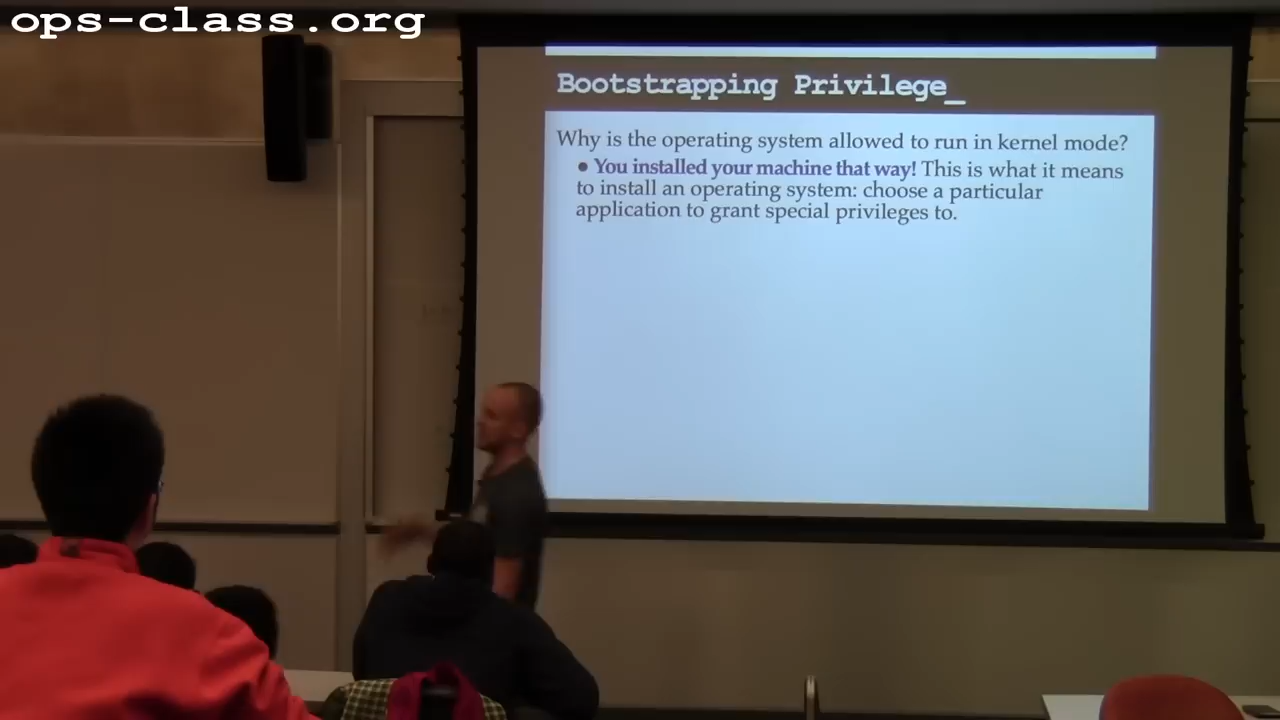 ops-class.org
Bootstrapping Privilege_
Why is the operating system allowed to run in kernel mode?
● You installed your machine that way! This is what it means
to install an operating system: choose a particular
application to grant special privileges to.